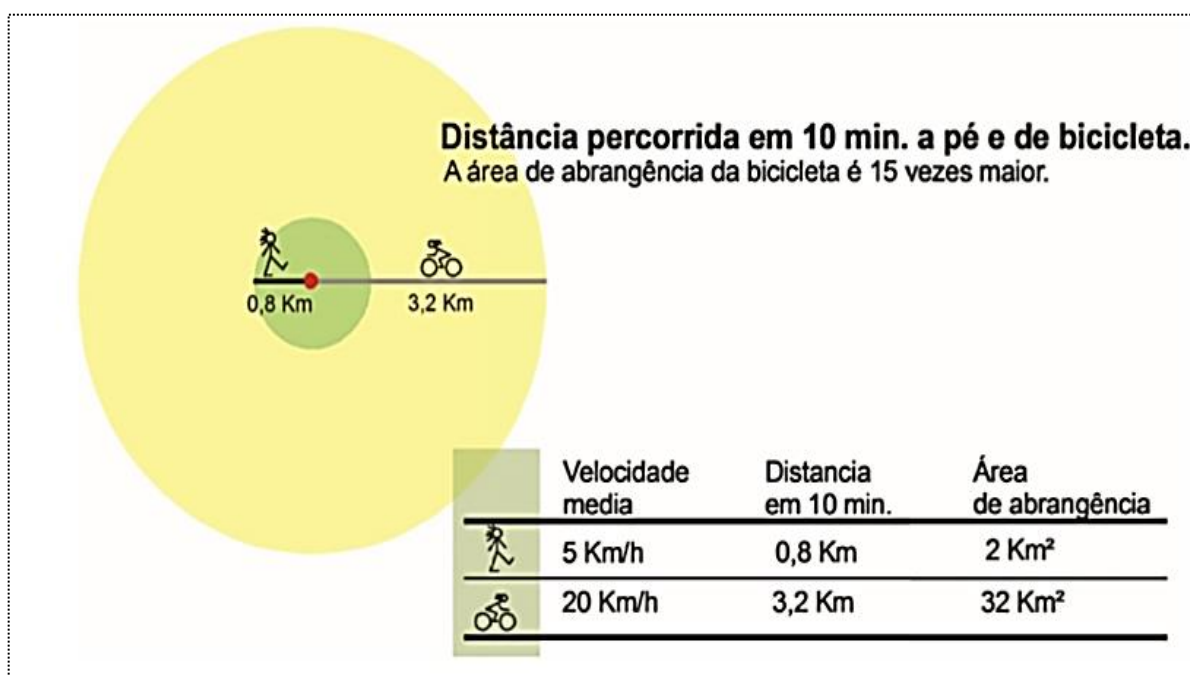 Distância percorrida em 10 min. a pé e de bicicleta.
A área de abrangência da bicicleta é 15 vezes maior.
0,8 Km
3,2 Km
Velocidade media
Distancia em 10 min.
Área de abrangência
5 Km/h 0,8 Km 2 Km²
20 Km/h 3,2 Km 32 Km²